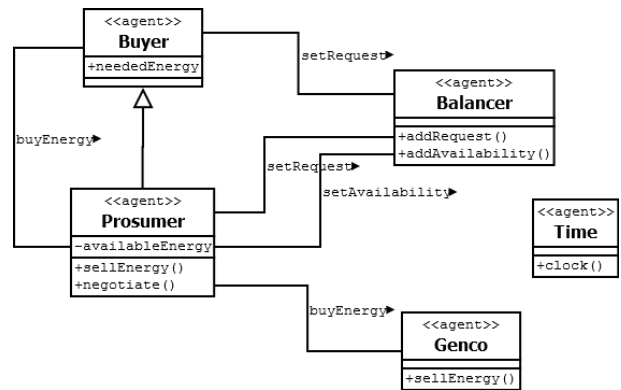 <<agent>>
Buyer
+neededEnergy
setRequest▶
<<agent>>
Balancer
+addRequest()
+addAvailability()
buyEnergy▶
setRequest▶
setAvailability▶
<<agent>>
Prosumer
-availableEnergy
+sellEnergy()
+negotiate()
<<agent>>
Time
+clock()
buyEnergy▶
<<agent>>
Genco
+sellEnergy()